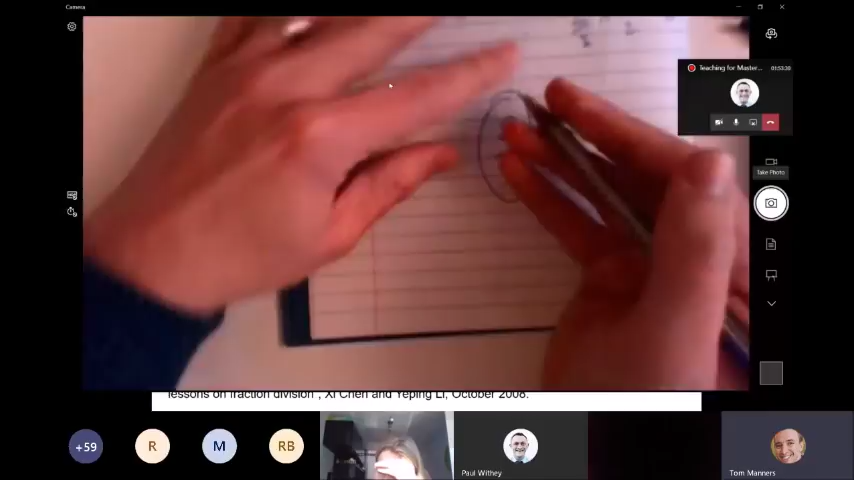 Camera
Teaching for Master...
01:53:39
Take Photo
lessons on fraction division", Xi Chen and Yeping Li, October 2008.
+59
R
M
RB
Paul Withey
Tom Manners